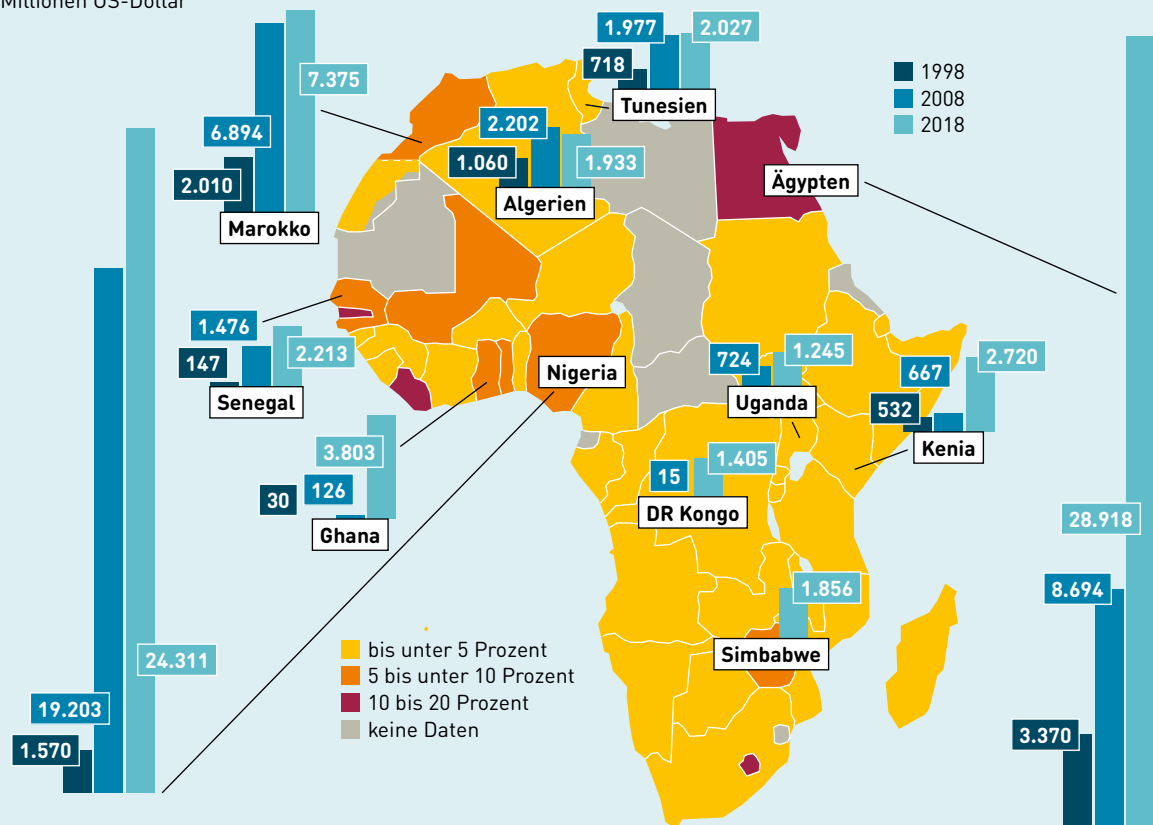 Millionen US-Dollar
7.375
6.894
2.010
Marokko
1.977
2.027
718
Tunesien
2.202
1.060
1.933
Algerien
1998
2008
2018
Ägypten
28.918
8.694
3.370
1.476
147
2.213
Senegal
Nigeria
24.311
19.203
1.570
3.803
126
30
Ghana
724
1.245
Uganda
2.720
667
532
Kenia
1.405
15
DR Kongo
1.856
Simbabwe
bis unter 5 Prozent
5 bis unter 10 Prozent
10 bis 20 Prozent
keine Daten